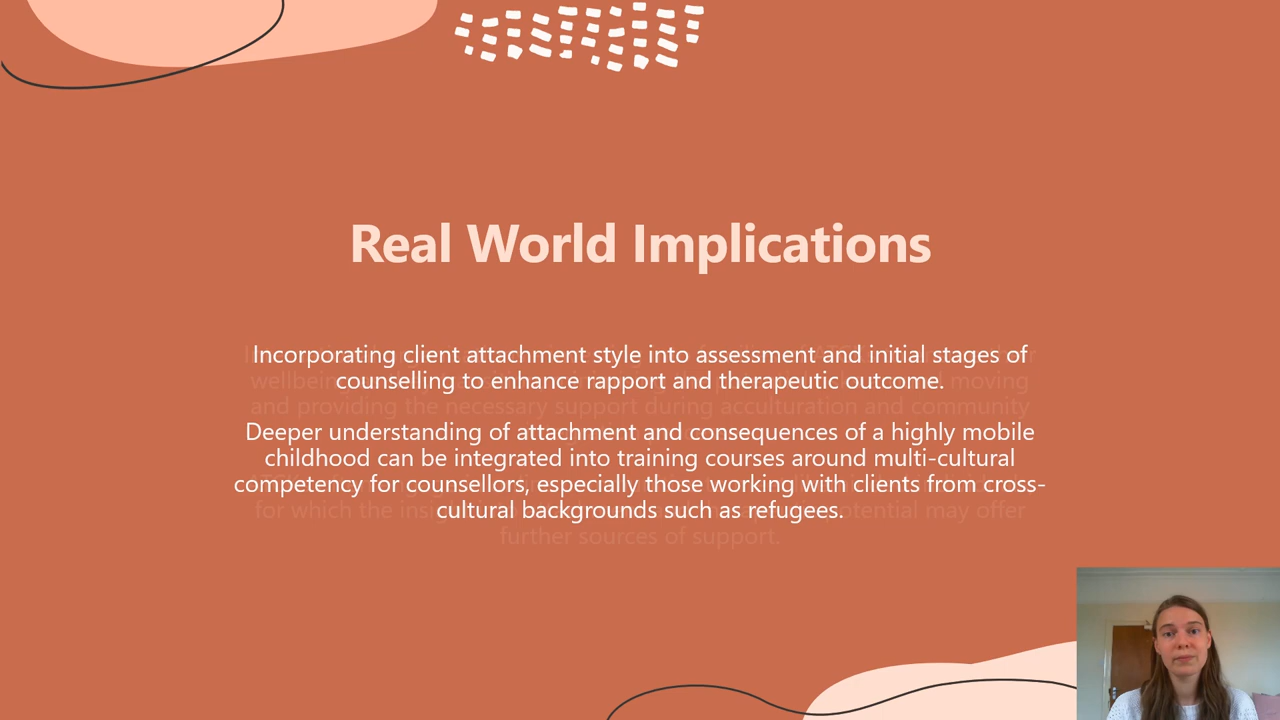 Real World Implications
Incorporating client attachment style into assessment and initial stages of
counselling to enhance rapport and therapeutic outcome.
and providing the necessary support during acculturation and community
Deeper understanding of attachment and consequences of a highly mobile
childhood can be integrated into training courses around multi-cultural
competency for counsellors, especially those working with clients from cross-
cultural backgrounds such as refugees.
further sources of support.